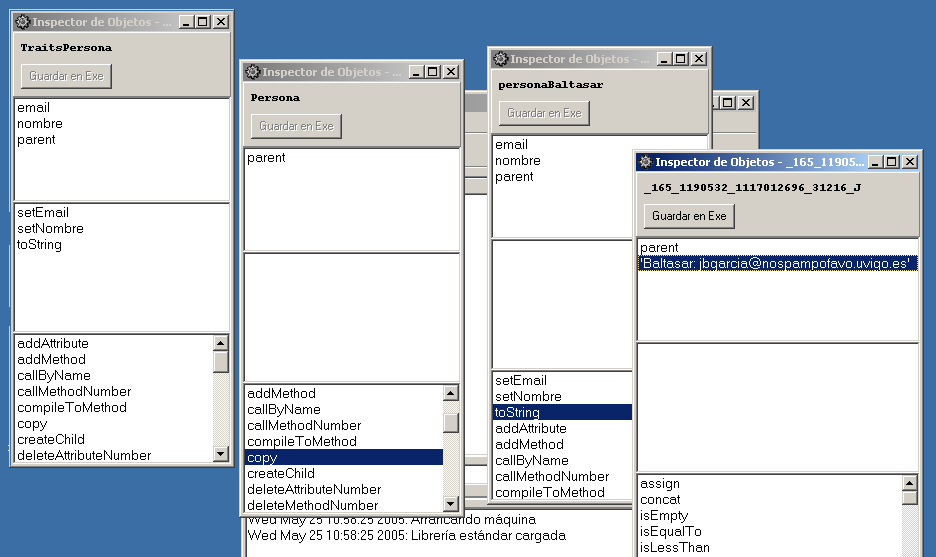 Inspector de Objetos - ...
TraitsPersona
Guardar en Exe
email
nombre
parent
setEmail
setNombre
toString
addAttribute
addMethod
callByName
callMethodNumber
compileToMethod
copy
createChild
deleteAttributeNumber
Inspector de Objetos - ...
Persona
Guardar en Exe
parent
addMethod
callByName
callMethodNumber
compileToMethod
copy
createChild
deleteAttributeNumber
deleteMethodNumber
Inspector de Objetos - ...
personaBaltasar
Guardar en Exe
email
nombre
parent
setEmail
setNombre
toString
addAttribute
addMethod
callByName
callMethodNumber
compileToMethod
Inspector de Objetos - _165_11905...
_165_1190532_1117012696_31216_J
Guardar en Exe
parent
'Baltasar: jbgarcia@nospampofavo.uvigo.es'
assign
concat
isEmpty
isEqualTo
isLessThan
Wed May 25 10:58:25 2005: Arrancando máquina
Wed May 25 10:58:25 2005: Librería estándar cargada